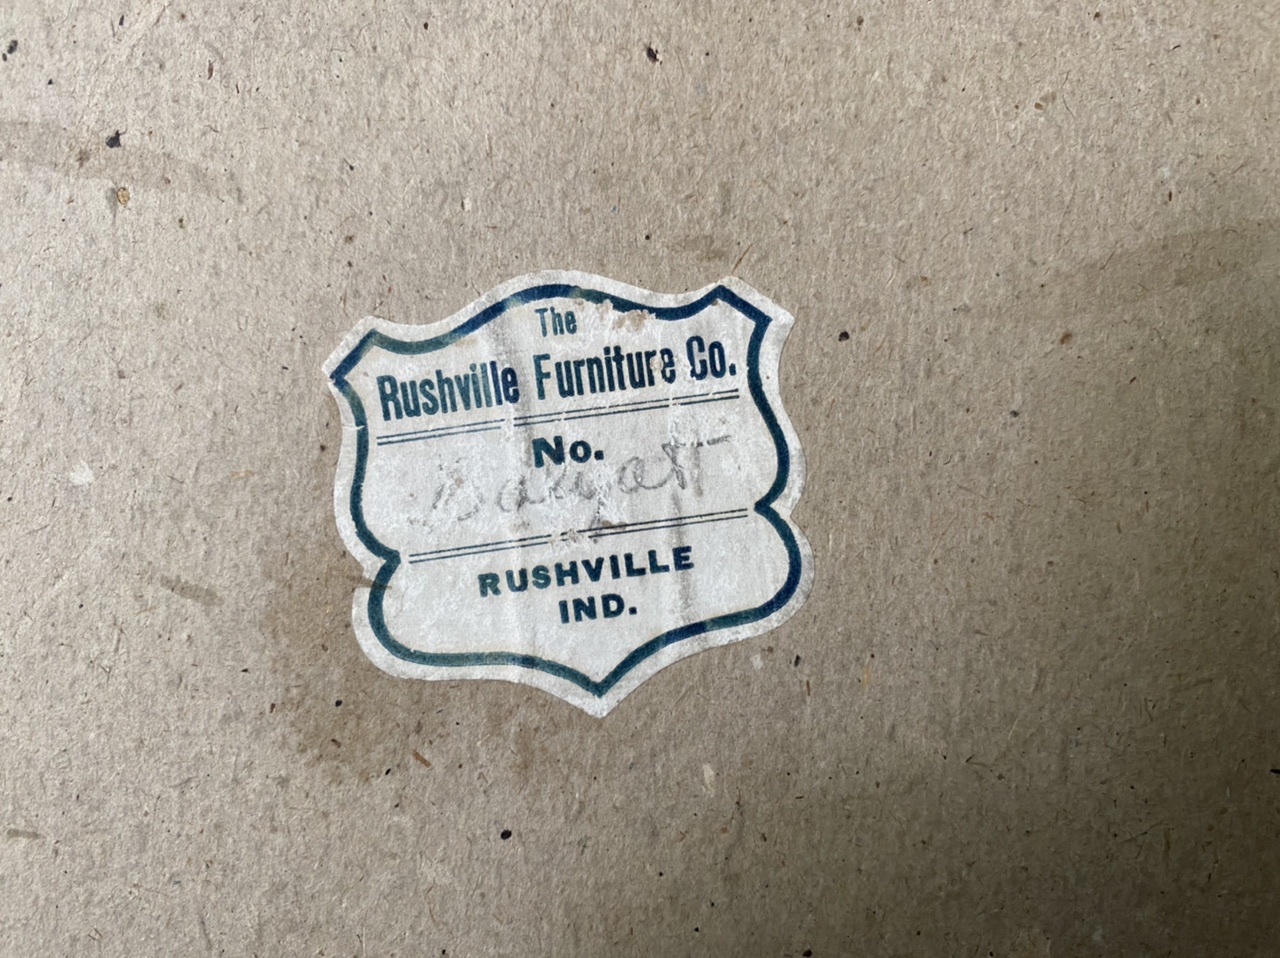 The
Rushville Furniture Co.
No.
RUSHVILLE
IND.